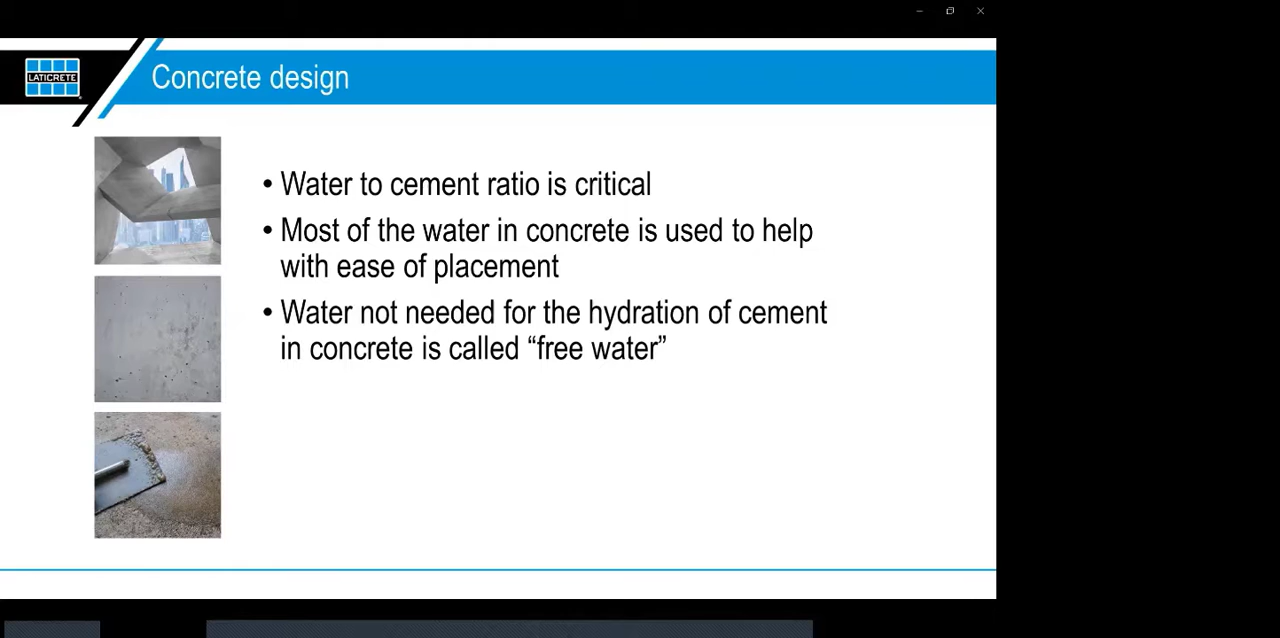 LATICRETE
Concrete design
• Water to cement ratio is critical
• Most of the water in concrete is used to help
with ease of placement
• Water not needed for the hydration of cement
in concrete is called “free water”